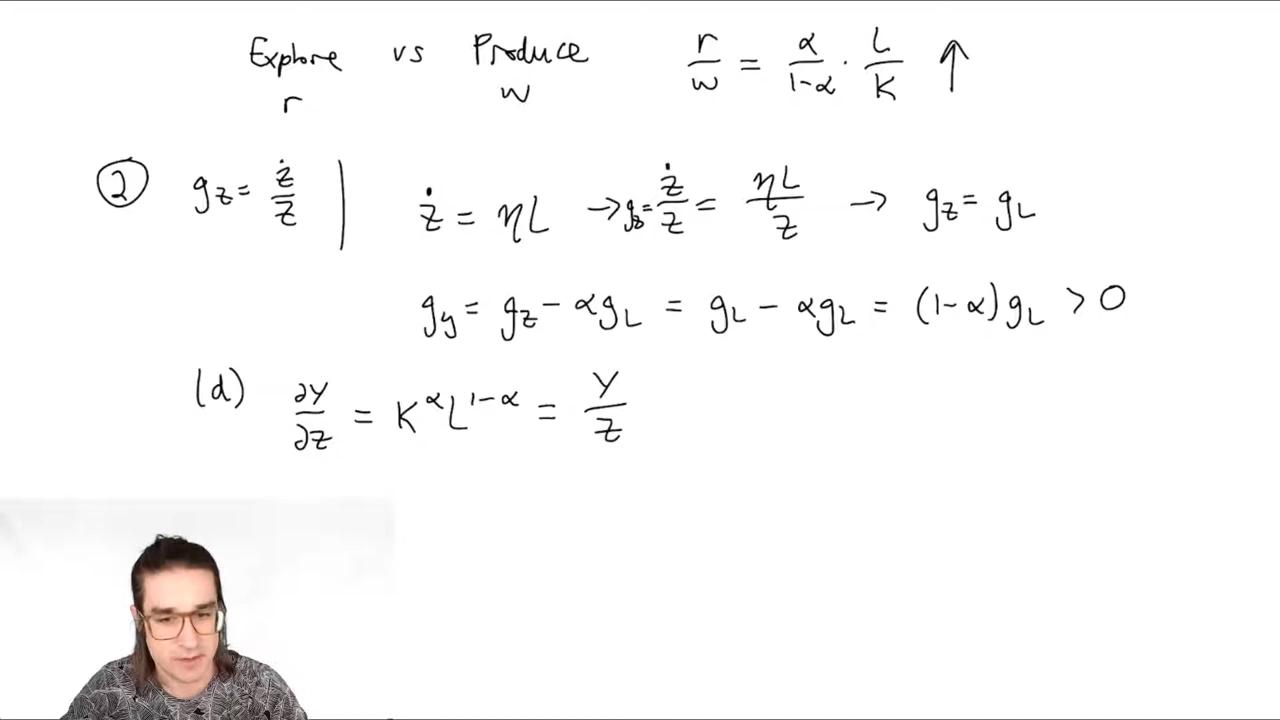 Explore vs Produce r/w = α/(1-α) · L/K ↑
r w
② g_Z = Ż/Z | Ż = ηL → g_Z = Ż/Z = ηL/Z → g_Z = g_L
g_y = g_Z - αg_L = g_L - αg_L = (1-α)g_L > 0
(d) ∂Y/∂Z = K^α L^(1-α) = Y/Z